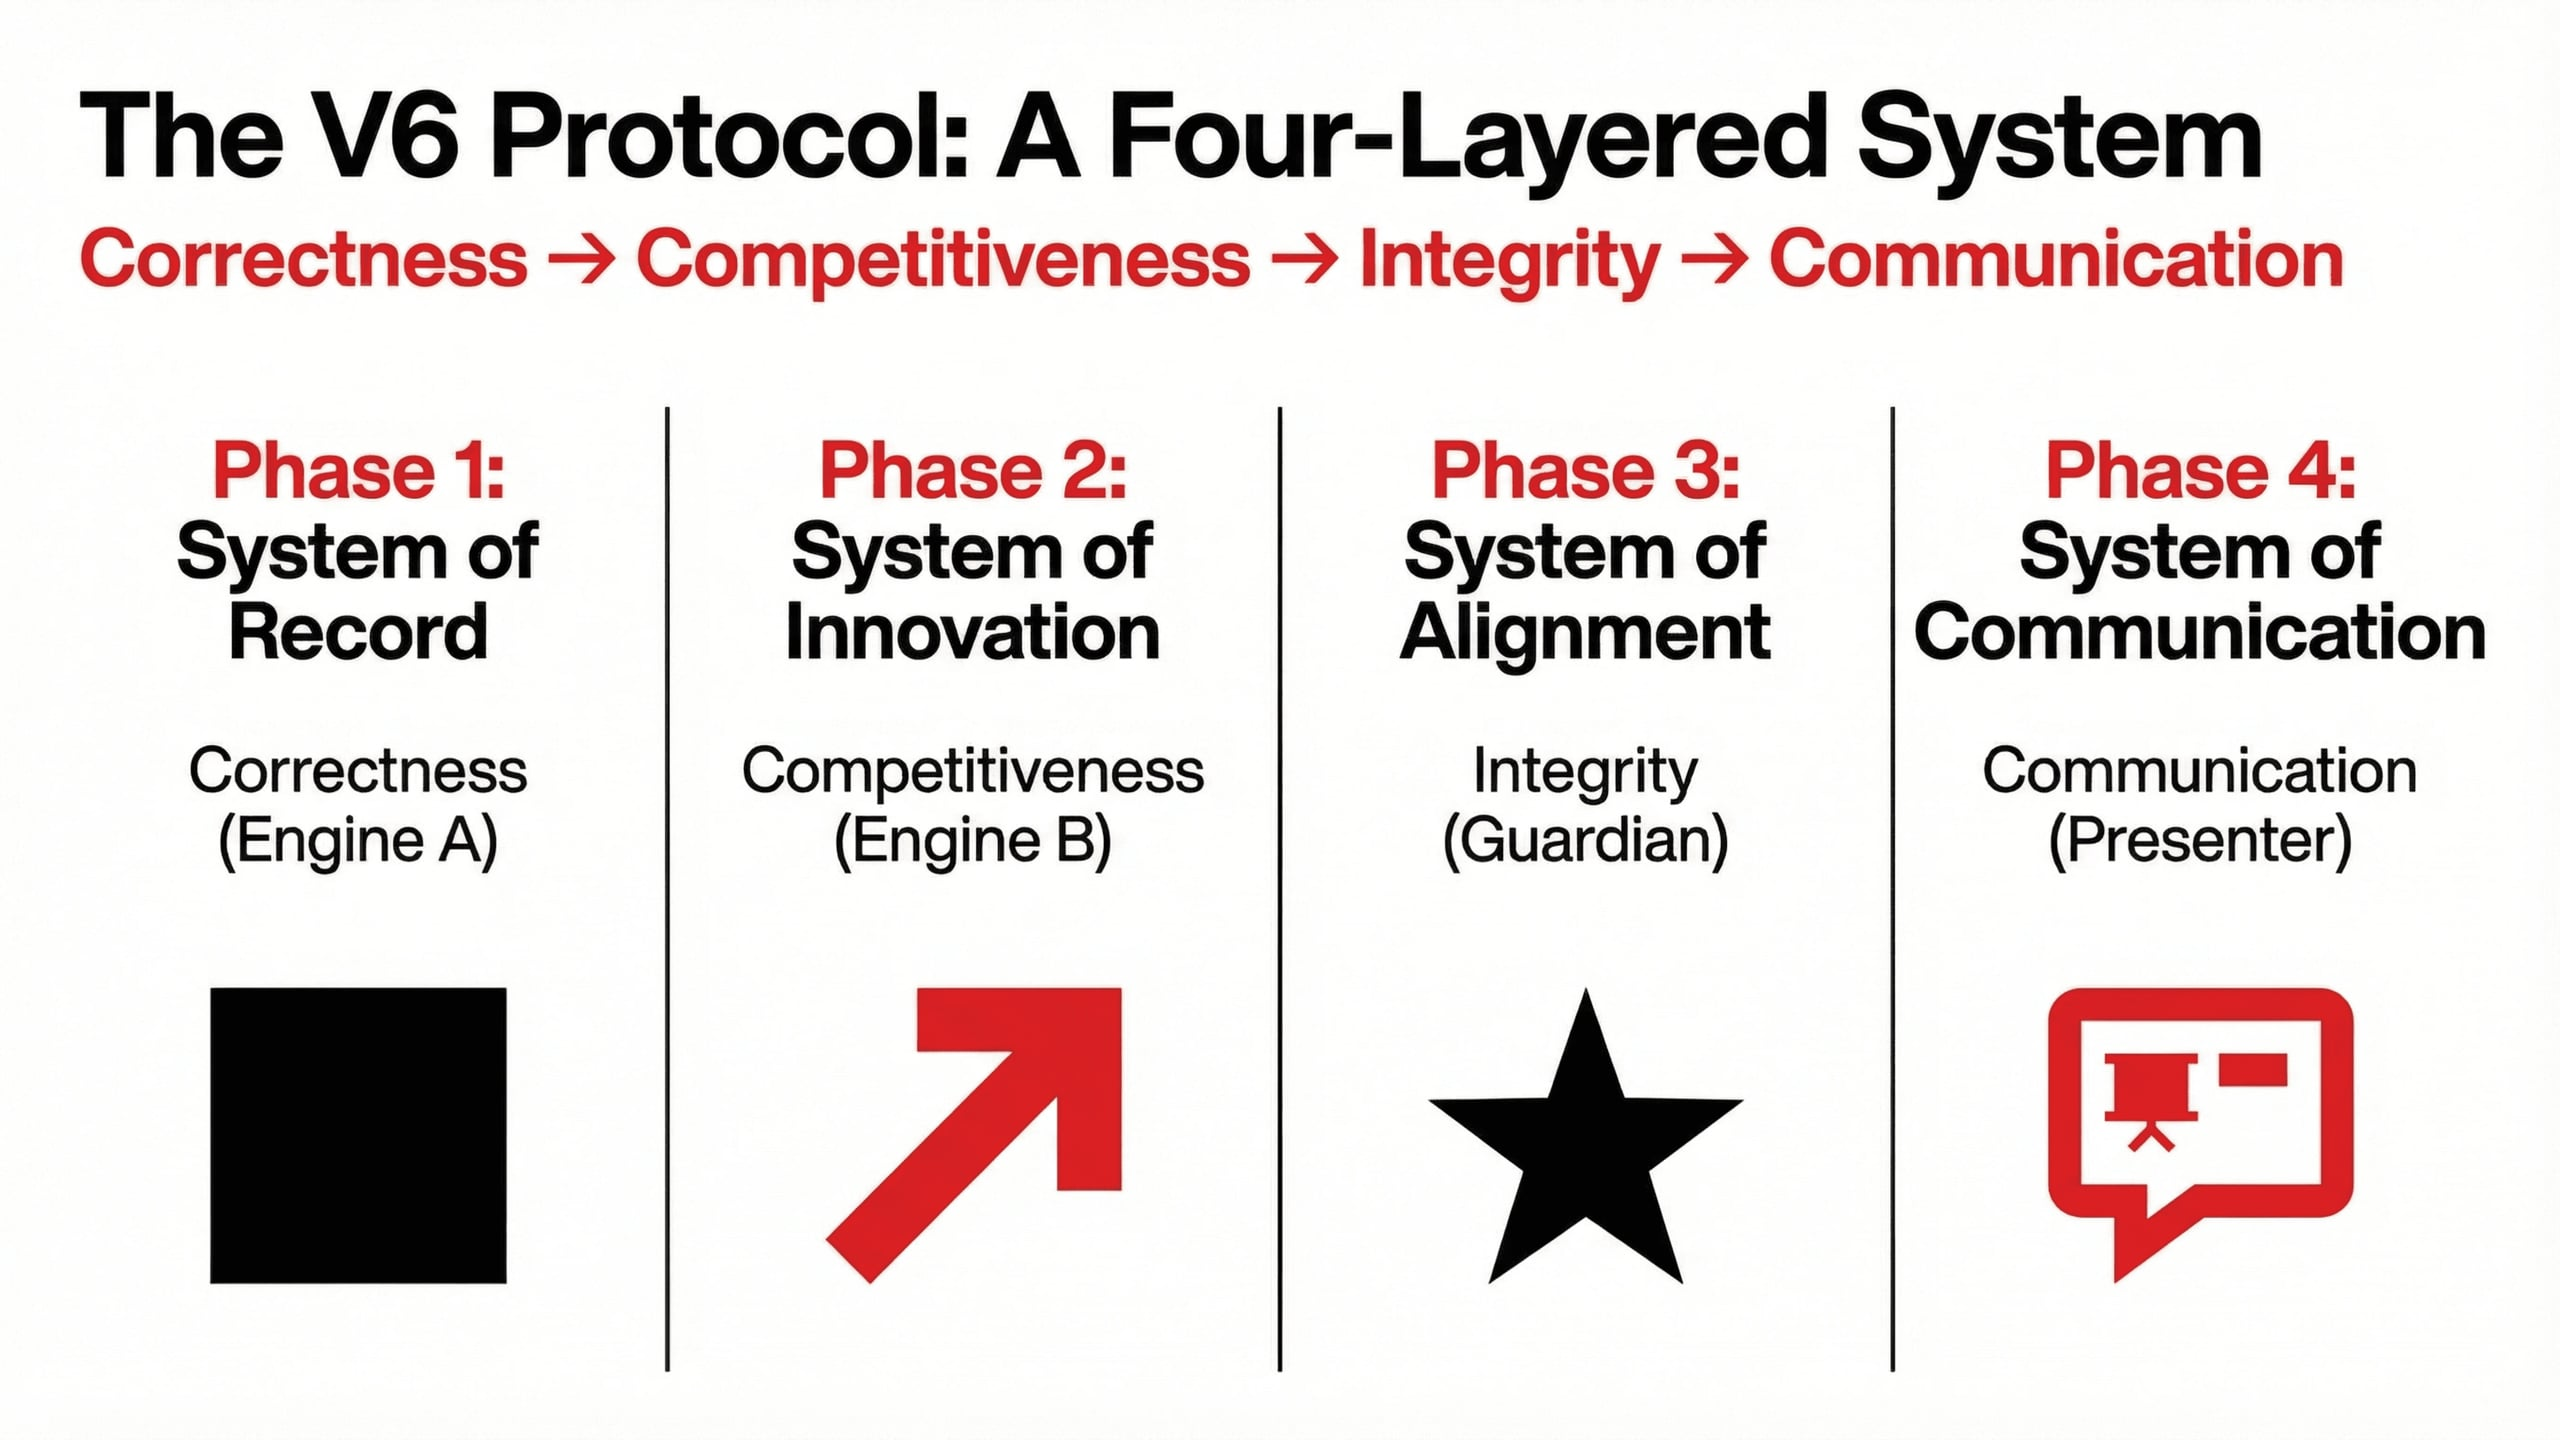 The V6 Protocol: A Four-Layered System
Correctness → Competitiveness → Integrity → Communication
Phase 1:
System of
Record
Correctness
(Engine A)
Phase 2:
System of
Innovation
Competitiveness
(Engine B)
Phase 3:
System of
Alignment
Integrity
(Guardian)
Phase 4:
System of
Communication
Communication
(Presenter)